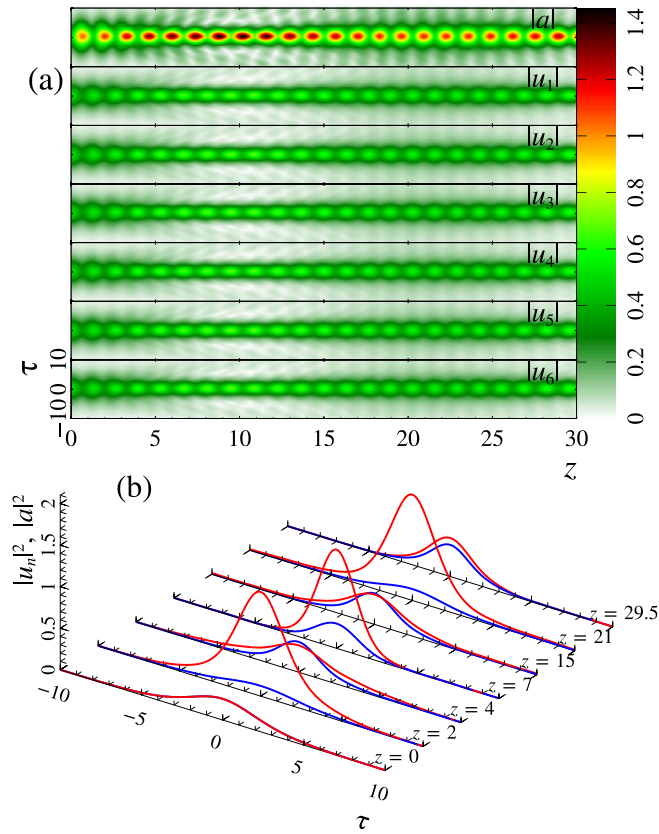 (a)
|a|
|u₁|
|u₂|
|u₃|
|u₄|
|u₅|
|u₆|
τ
−10 0 10
0 5 10 15 20 25 30
z
0 0.2 0.4 0.6 0.8 1 1.2 1.4
(b)
|uₙ|², |a|²
0 0.5 1 1.5 2
z = 29.5
z = 21
z = 15
z = 7
z = 4
z = 2
z = 0
−10 −5 0 5 10
τ